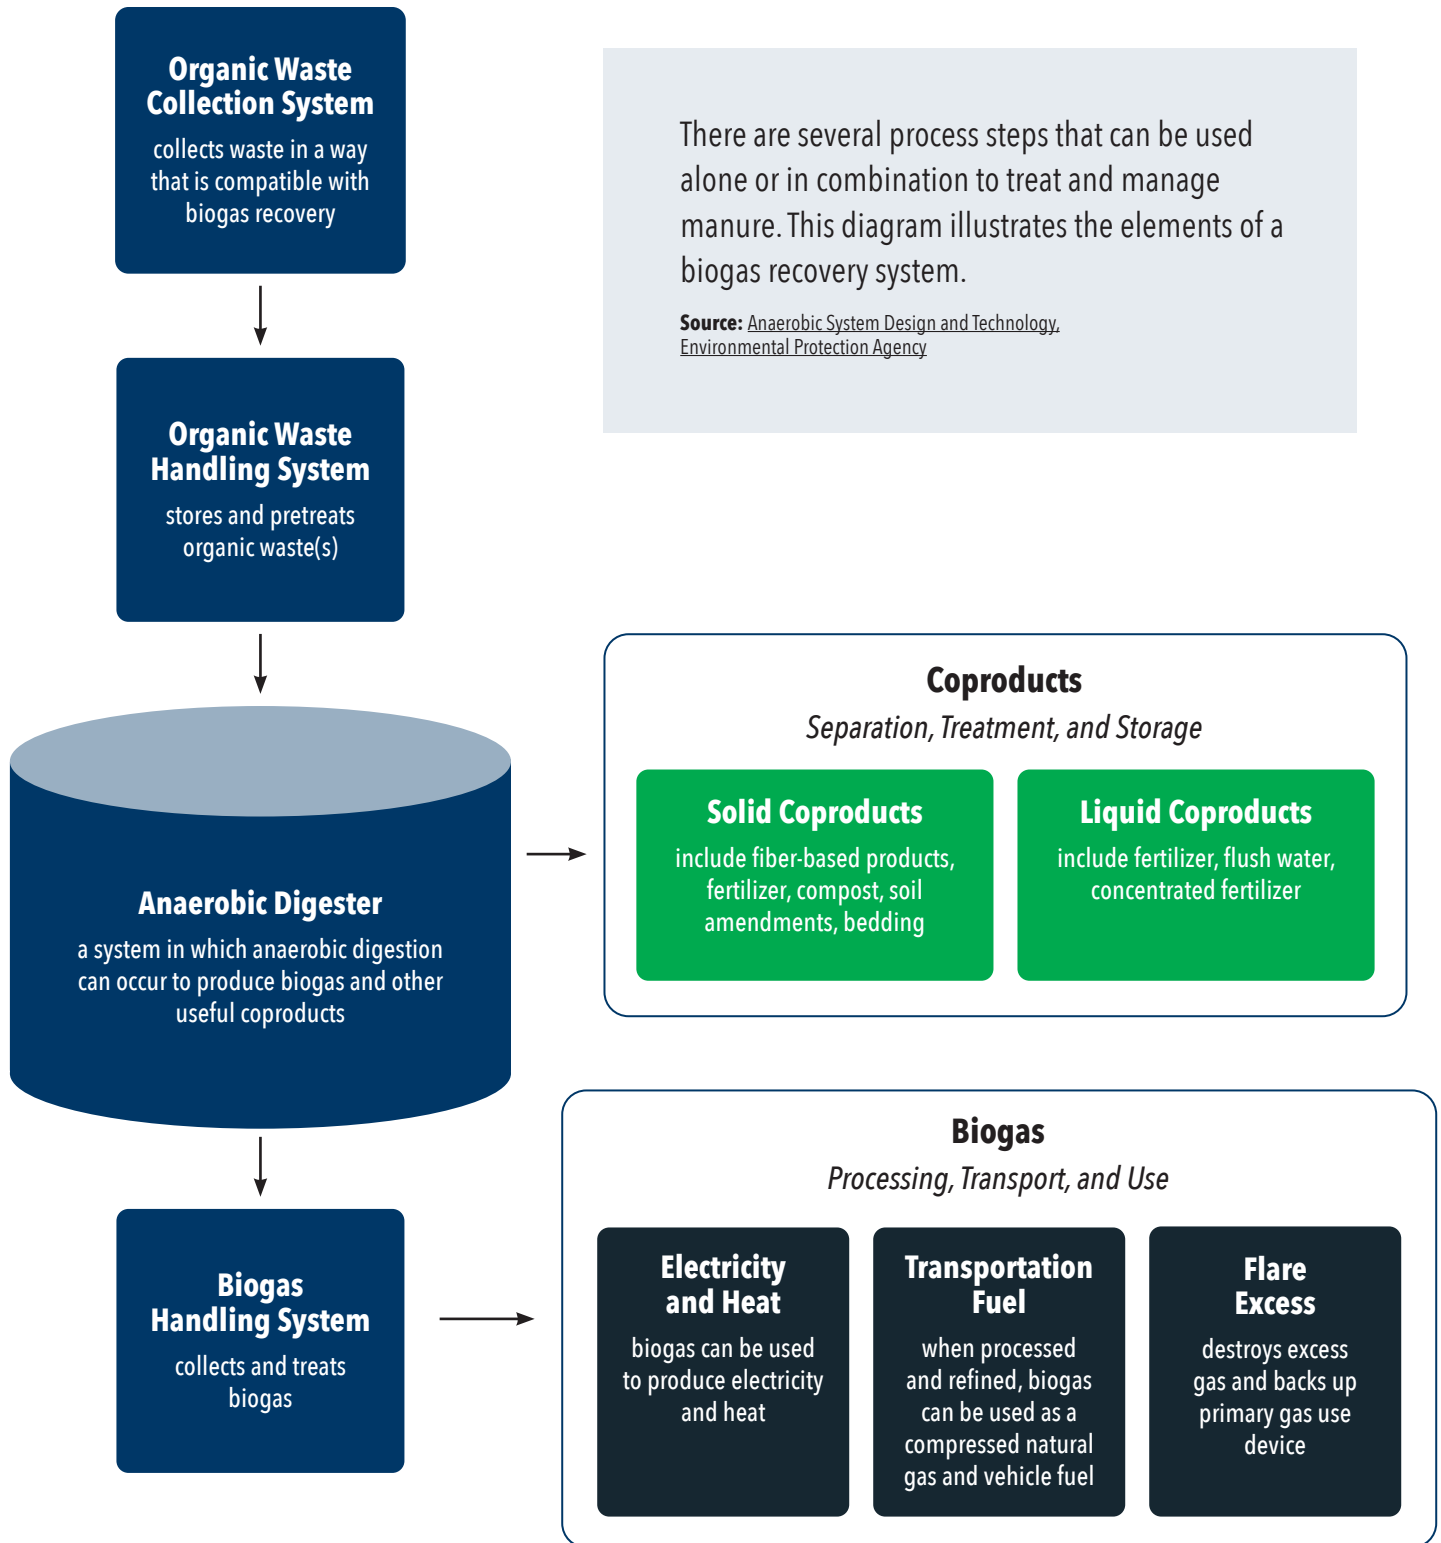 Organic Waste
Collection System
collects waste in a way
that is compatible with
biogas recovery
There are several process steps that can be used
alone or in combination to treat and manage
manure. This diagram illustrates the elements of a
biogas recovery system.
Source: Anaerobic System Design and Technology,
Environmental Protection Agency
Organic Waste
Handling System
stores and pretreats
organic waste(s)
Anaerobic Digester
a system in which anaerobic digestion
can occur to produce biogas and other
useful coproducts
Coproducts
Separation, Treatment, and Storage
Solid Coproducts
include fiber-based products,
fertilizer, compost, soil
amendments, bedding
Liquid Coproducts
include fertilizer, flush water,
concentrated fertilizer
Biogas
Handling System
collects and treats
biogas
Biogas
Processing, Transport, and Use
Electricity
and Heat
biogas can be used
to produce electricity
and heat
Transportation
Fuel
when processed
and refined, biogas
can be used as a
compressed natural
gas and vehicle fuel
Flare
Excess
destroys excess
gas and backs up
primary gas use
device